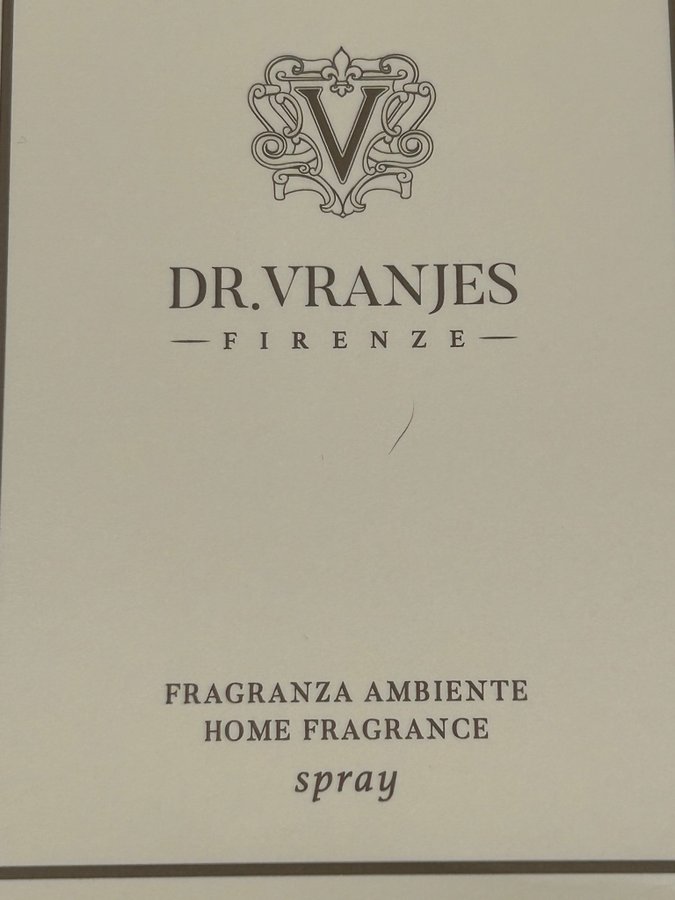 V
DR.VRANJES
FIRENZE
FRAGRANZA AMBIENTE
HOME FRAGRANCE
spray